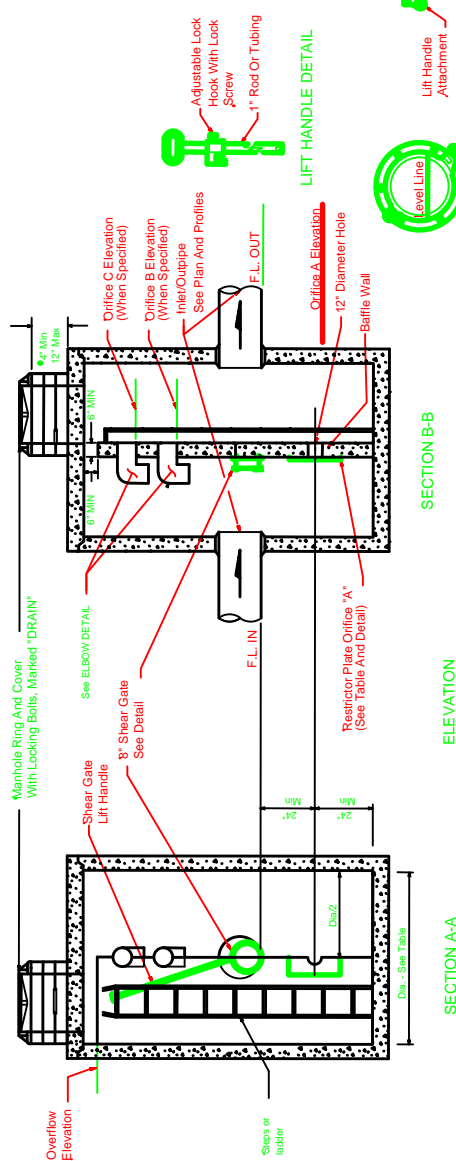 Manhole Ring And Cover
With Locking Bolts, Marked "DRAIN"
4" Min
12" Max
Overflow
Elevation
Shear Gate
Lift Handle
8" Shear Gate
See Detail
See ELBOW DETAIL
6" MIN
6" MIN
Orifice C Elevation
(When Specified)
Orifice B Elevation
(When Specified)
Inlet/Outpipe
See Plan And Profiles
F.L. IN
F.L. OUT
Orifice A Elevation
12" Diameter Hole
Baffle Wall
Restrictor Plate Orifice "A"
(See Table And Detail)
24"
Min
24"
Min
Dia/2
Dia. - See Table
Steps or
ladder
SECTION A-A
ELEVATION
SECTION B-B
Adjustable Lock
Hook With Lock
Screw
1" Rod Or Tubing
LIFT HANDLE DETAIL
Level Line
Lift Handle
Attachment